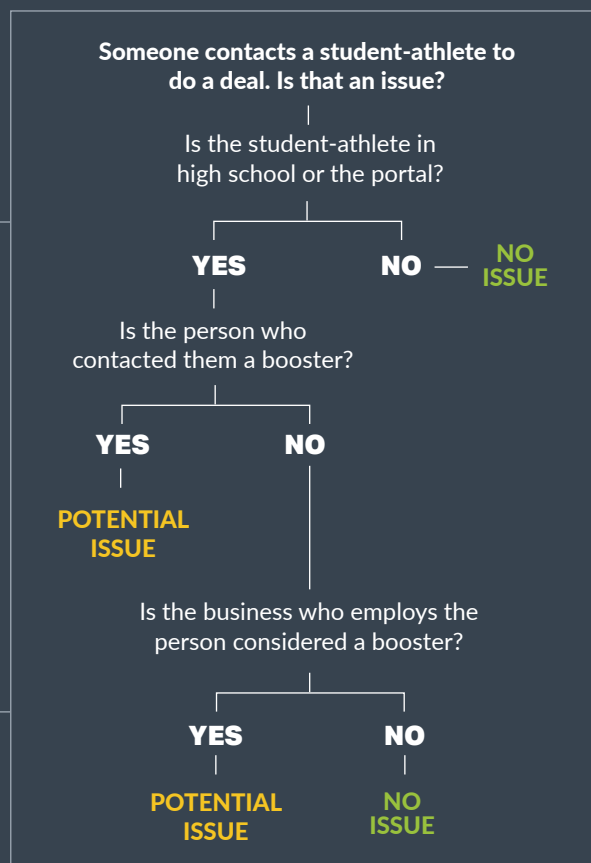 Someone contacts a student-athlete to
do a deal. Is that an issue?
Is the student-athlete in
high school or the portal?
YES
NO
NO
ISSUE
Is the person who
contacted them a booster?
YES
NO
POTENTIAL
ISSUE
Is the business who employs the
person considered a booster?
YES
NO
POTENTIAL
ISSUE
NO
ISSUE